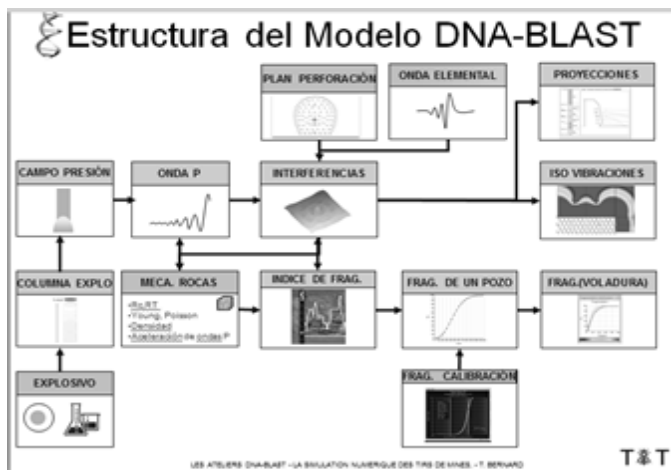 Estructura del Modelo DNA-BLAST
PLAN PERFORACIÓN
ONDA ELEMENTAL
PROYECCIONES
CAMPO PRESIÓN
ONDA P
INTERFERENCIAS
ISO VIBRACIONES
COLUMNA EXPLO
MECA. ROCAS
•Rc,RT
•Young, Poisson
•Densidad
•Aceleración de ondas P
INDICE DE FRAG.
FRAG. DE UN POZO
FRAG.(VOLADURA)
EXPLOSIVO
FRAG. CALIBRACIÓN
LES ATELIERS DNA-BLAST - LA SIMULATION NUMERIQUE DES TIRS DE MINES. - T. BERNARD
T&T